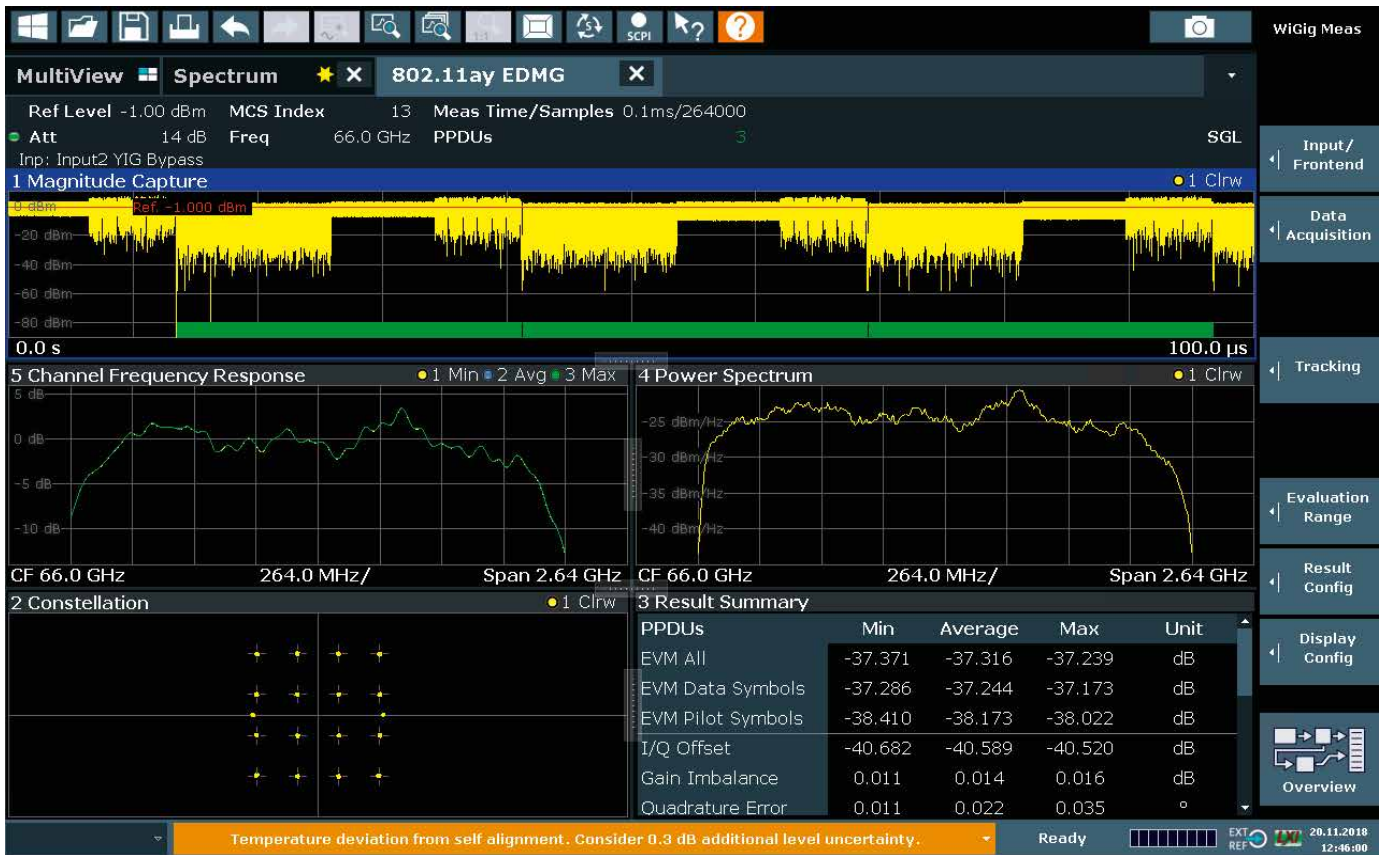 SCPI
WiGig Meas
MultiView
Spectrum
802.11ay EDMG
Ref Level -1.00 dBm MCS Index 13 Meas Time/Samples 0.1ms/264000
Att 14 dB Freq 66.0 GHz PPDUs 3 SGL
Inp: Input2 YIG Bypass
1 Magnitude Capture 1 Clrw
0 dBm
Ref. -1.000 dBm
-20 dBm
-40 dBm
-60 dBm
-80 dBm
0.0 s 100.0 µs
5 Channel Frequency Response 1 Min 2 Avg 3 Max
5 dB
0 dB
-5 dB
-10 dB
CF 66.0 GHz 264.0 MHz/ Span 2.64 GHz
4 Power Spectrum 1 Clrw
-25 dBm/Hz
-30 dBm/Hz
-35 dBm/Hz
-40 dBm/Hz
CF 66.0 GHz 264.0 MHz/ Span 2.64 GHz
2 Constellation 1 Clrw
3 Result Summary
PPDUs Min Average Max Unit
EVM All -37.371 -37.316 -37.239 dB
EVM Data Symbols -37.286 -37.244 -37.173 dB
EVM Pilot Symbols -38.410 -38.173 -38.022 dB
I/Q Offset -40.682 -40.589 -40.520 dB
Gain Imbalance 0.011 0.014 0.016 dB
Quadrature Error 0.011 0.022 0.035 °
Input/
Frontend
Data
Acquisition
Tracking
Evaluation
Range
Result
Config
Display
Config
Overview
Temperature deviation from self alignment. Consider 0.3 dB additional level uncertainty.
Ready
EXT
REF
20.11.2018
12:46:00